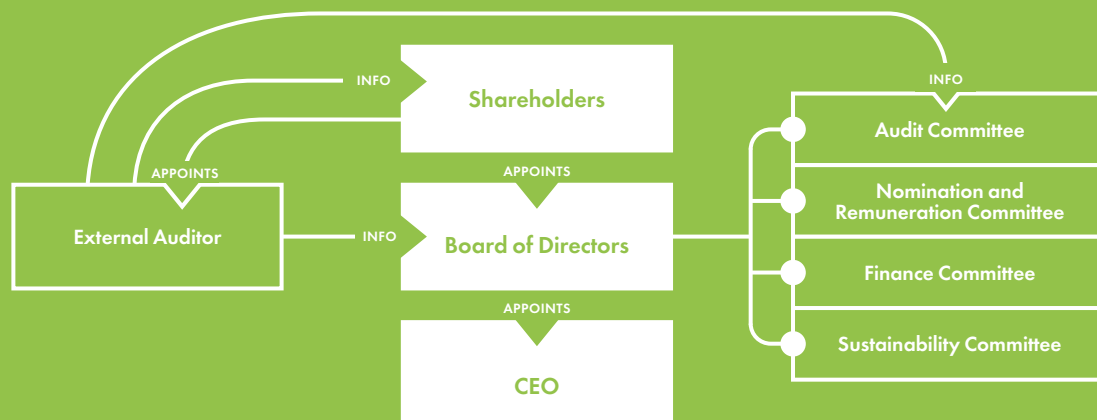 INFO
Shareholders
INFO
Audit Committee
APPOINTS
APPOINTS
Nomination and
Remuneration Committee
External Auditor
INFO
Board of Directors
Finance Committee
APPOINTS
Sustainability Committee
CEO